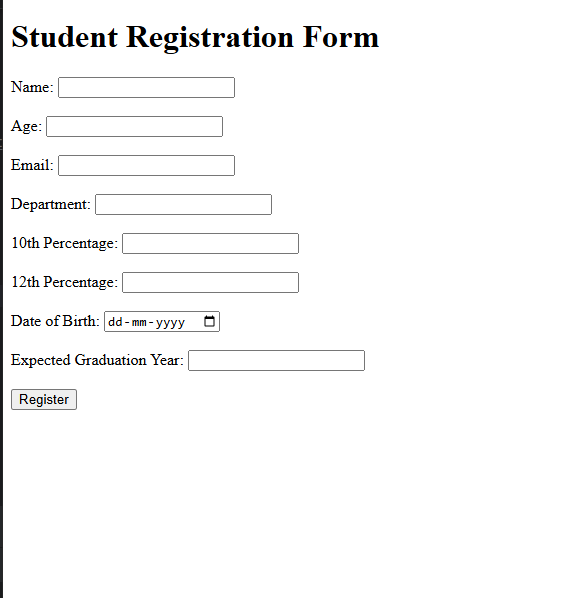 Student Registration Form
Name:
Age:
Email:
Department:
10th Percentage:
12th Percentage:
Date of Birth: dd-mm-yyyy
Expected Graduation Year:
Register